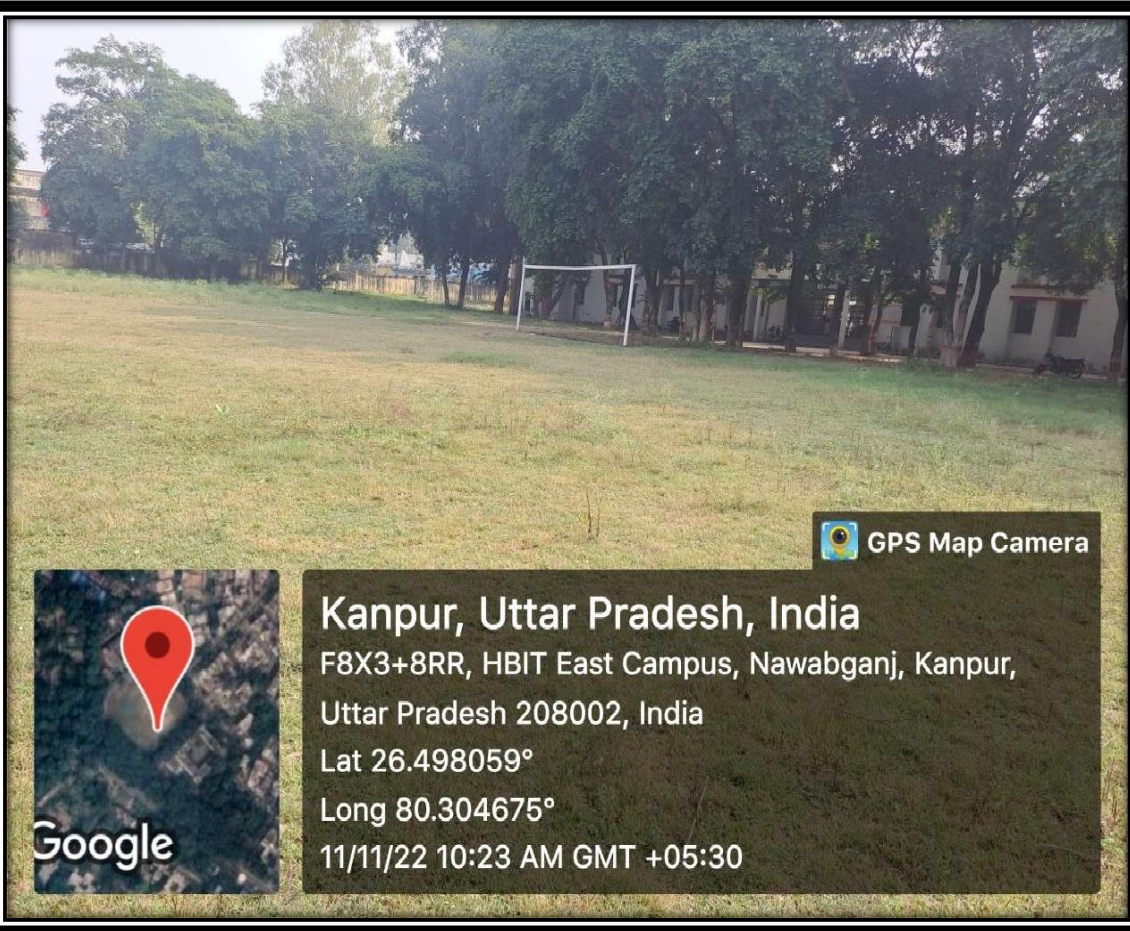 GPS Map Camera
Kanpur, Uttar Pradesh, India
F8X3+8RR, HBIT East Campus, Nawabganj, Kanpur,
Uttar Pradesh 208002, India
Lat 26.498059°
Long 80.304675°
11/11/22 10:23 AM GMT +05:30
Google